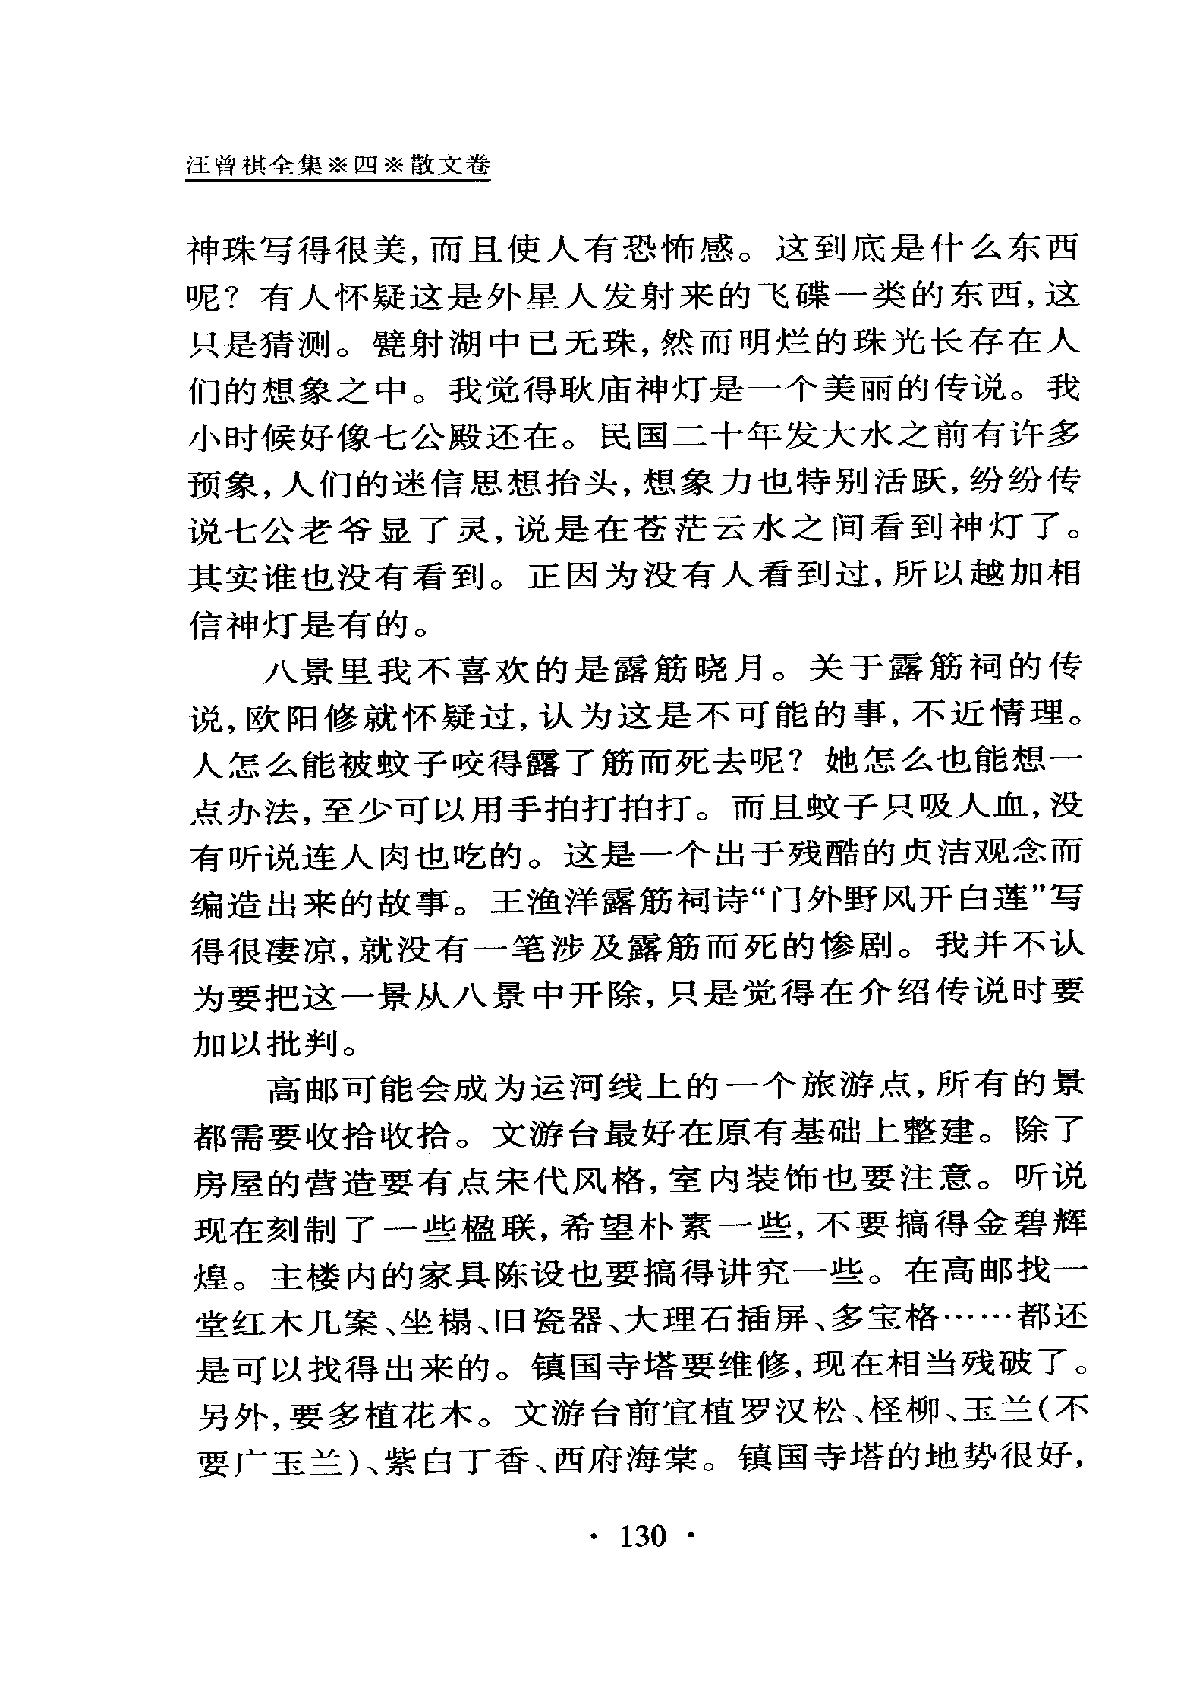 汪曾祺全集※四※散文卷
神珠写得很美,而且使人有恐怖感。这到底是什么东西
呢?有人怀疑这是外星人发射来的飞碟一类的东西,这
只是猜测。甓射湖中已无珠,然而明烂的珠光长存在人
们的想象之中。我觉得耿庙神灯是一个美丽的传说。我
小时候好像七公殿还在。民国二十年发大水之前有许多
预象,人们的迷信思想抬头,想象力也特别活跃,纷纷传
说七公老爷显了灵,说是在苍茫云水之间看到神灯了。
其实谁也没有看到。正因为没有人看到过,所以越加相
信神灯是有的。
八景里我不喜欢的是露筋晓月。关于露筋祠的传
说,欧阳修就怀疑过,认为这是不可能的事,不近情理。
人怎么能被蚊子咬得露了筋而死去呢?她怎么也能想一
点办法,至少可以用手拍打拍打。而且蚊子只吸人血,没
有听说连人肉也吃的。这是一个出于残酷的贞洁观念而
编造出来的故事。王渔洋露筋祠诗“门外野风开白莲”写
得很凄凉,就没有一笔涉及露筋而死的惨剧。我并不认
为要把这一景从八景中开除,只是觉得在介绍传说时要
加以批判。
高邮可能会成为运河线上的一个旅游点,所有的景
都需要收拾收拾。文游台最好在原有基础上整建。除了
房屋的营造要有点宋代风格,室内装饰也要注意。听说
现在刻制了一些楹联,希望朴素一些,不要搞得金碧辉
煌。主楼内的家具陈设也要搞得讲究一些。在高邮找一
堂红木几案、坐榻、旧瓷器、大理石插屏、多宝格……都还
是可以找得出来的。镇国寺塔要维修,现在相当残破了。
另外,要多植花木。文游台前宜植罗汉松、柽柳、玉兰(不
要广玉兰)、紫白丁香、西府海棠。镇国寺塔的地势很好,
· 130 ·